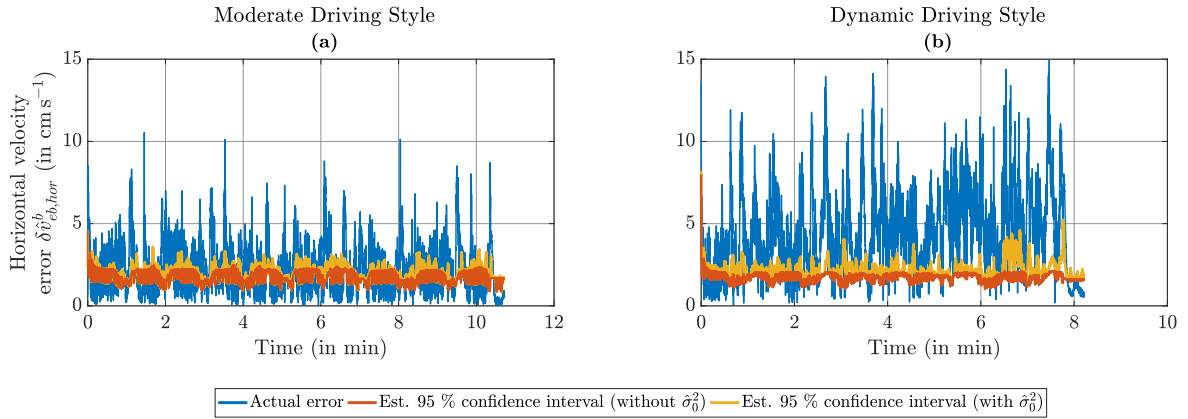 Moderate Driving Style
(a)
Horizontal velocity
error δv̂ᵇ_eb,hor (in cm s⁻¹)
15
10
5
0
0 2 4 6 8 10 12
Time (in min)
Dynamic Driving Style
(b)
15
10
5
0
0 2 4 6 8 10
Time (in min)
Actual error
Est. 95 % confidence interval (without σ̂₀²)
Est. 95 % confidence interval (with σ̂₀²)